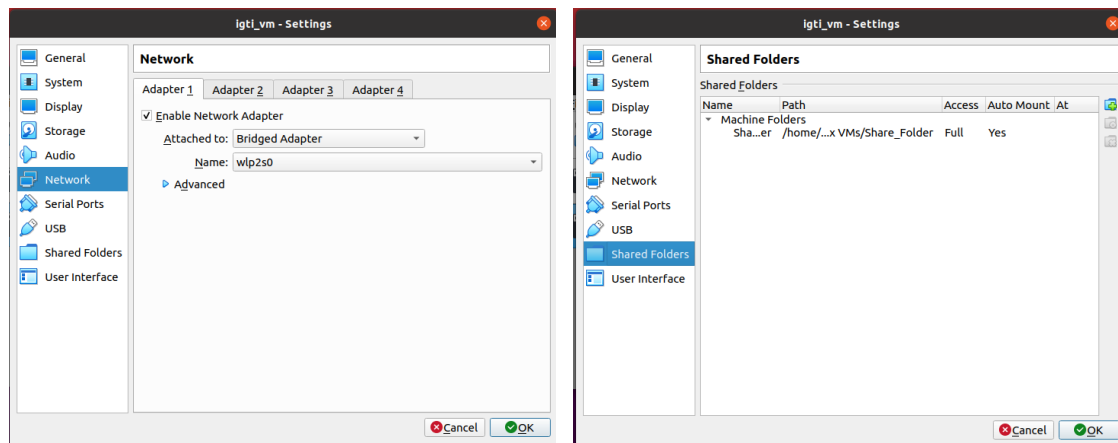 igti_vm - Settings
General
System
Display
Storage
Audio
Network
Serial Ports
USB
Shared Folders
User Interface
Network
Adapter 1 Adapter 2 Adapter 3 Adapter 4
Enable Network Adapter
Attached to: Bridged Adapter
Name: wlp2s0
Advanced
Cancel OK
igti_vm - Settings
General
System
Display
Storage
Audio
Network
Serial Ports
USB
Shared Folders
User Interface
Shared Folders
Shared Folders
Name Path Access Auto Mount At
Machine Folders
Sha...er /home/...x VMs/Share_Folder Full Yes
Cancel OK